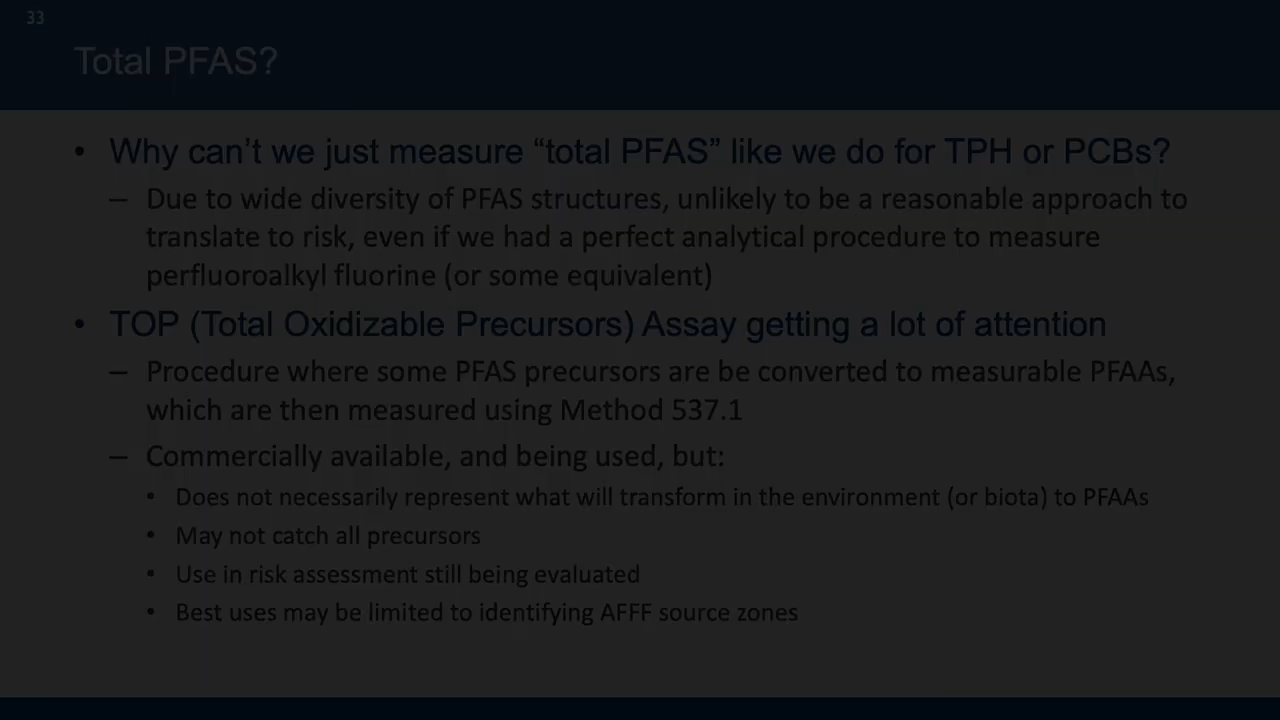 33
Total PFAS?
• Why can't we just measure “total PFAS” like we do for TPH or PCBs?
– Due to wide diversity of PFAS structures, unlikely to be a reasonable approach to
translate to risk, even if we had a perfect analytical procedure to measure
perfluoroalkyl fluorine (or some equivalent)
• TOP (Total Oxidizable Precursors) Assay getting a lot of attention
– Procedure where some PFAS precursors are be converted to measurable PFAAs,
which are then measured using Method 537.1
– Commercially available, and being used, but:
• Does not necessarily represent what will transform in the environment (or biota) to PFAAs
• May not catch all precursors
• Use in risk assessment still being evaluated
• Best uses may be limited to identifying AFFF source zones